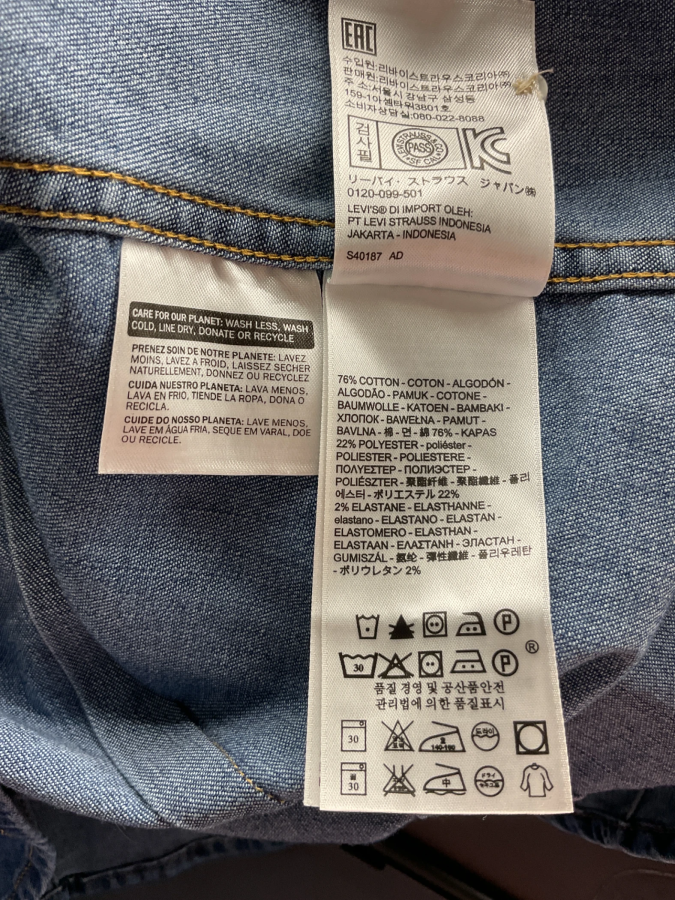 EAC
수입원:리바이스트라우스코리아㈜
판매원:리바이스트라우스코리아㈜
주 소:서울시 강남구 삼성동
159-1아셈타워3801호
소비자상담실:080-022-8088
검사필
PASS
リーバイ・ストラウス ジャパン㈱
0120-099-501
LEVI'S® DI IMPORT OLEH:
PT LEVI STRAUSS INDONESIA
JAKARTA - INDONESIA
S40187 AD
CARE FOR OUR PLANET: WASH LESS, WASH
COLD, LINE DRY, DONATE OR RECYCLE
PRENEZ SOIN DE NOTRE PLANETE: LAVEZ
MOINS, LAVEZ A FROID, LAISSEZ SECHER
NATURELLEMENT, DONNEZ OU RECYCLEZ
CUIDA NUESTRO PLANETA: LAVA MENOS,
LAVA EN FRIO, TIENDE LA ROPA, DONA O
RECICLA.
CUIDE DO NOSSO PLANETA: LAVE MENOS,
LAVE EM ÁGUA FRIA, SEQUE EM VARAL, DOE
OU RECICLE.
76% COTTON - COTON - ALGODÓN -
ALGODÃO - PAMUK - COTONE -
BAUMWOLLE - KATOEN - BAMBAKI -
ХЛОПОК - BAWEŁNA - PAMUT -
BAVLNA - 棉 - 면 - 綿 76% - KAPAS
22% POLYESTER - poliéster -
POLIESTER - POLIESTERE -
ΠΟΛΥΕΣΤΕΡ - ПОЛИЭСТЕР -
POLIÉSZTER - 聚酯纤维 - 聚酯纖維 - 폴리
에스터 - ポリエステル 22%
2% ELASTANE - ELASTHANNE -
elastano - ELASTANO - ELASTAN -
ELASTOMERO - ELASTHAN -
ELASTAAN - ΕΛΑΣΤΑΝΗ - ЭЛАСТАН -
GUMISZÁL - 氨纶 - 彈性纖維 - 폴리우레탄
- ポリウレタン 2%
P
30 P ®
품질 경영 및 공산품안전
관리법에 의한 품질표시
30 140-160 드라이
30 中 ドライ